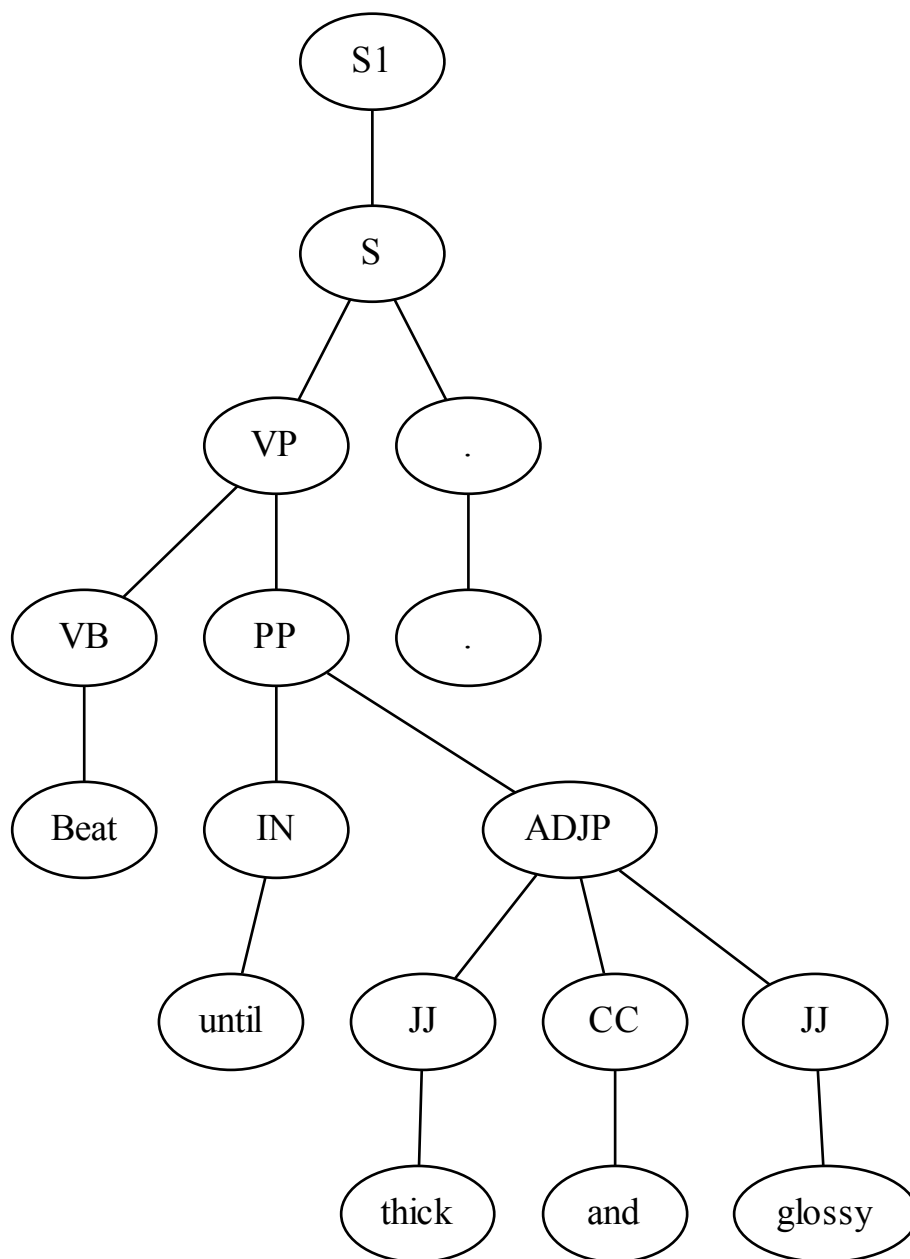 S1
S
VP .
VB PP .
Beat IN ADJP
until JJ CC JJ
thick and glossy